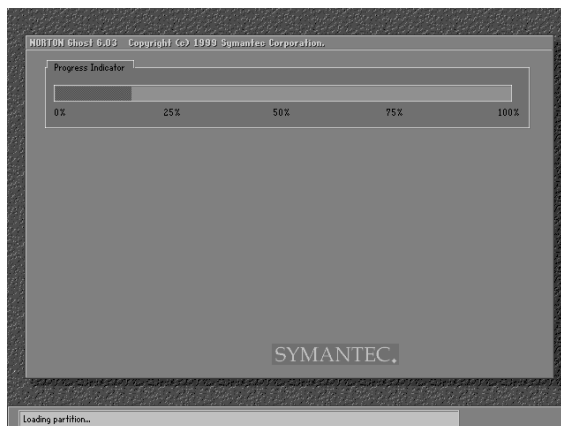 NORTON Ghost 6.03 Copyright (c) 1999 Symantec Corporation.
Progress Indicator
0% 25% 50% 75% 100%
SYMANTEC.
Loading partition...